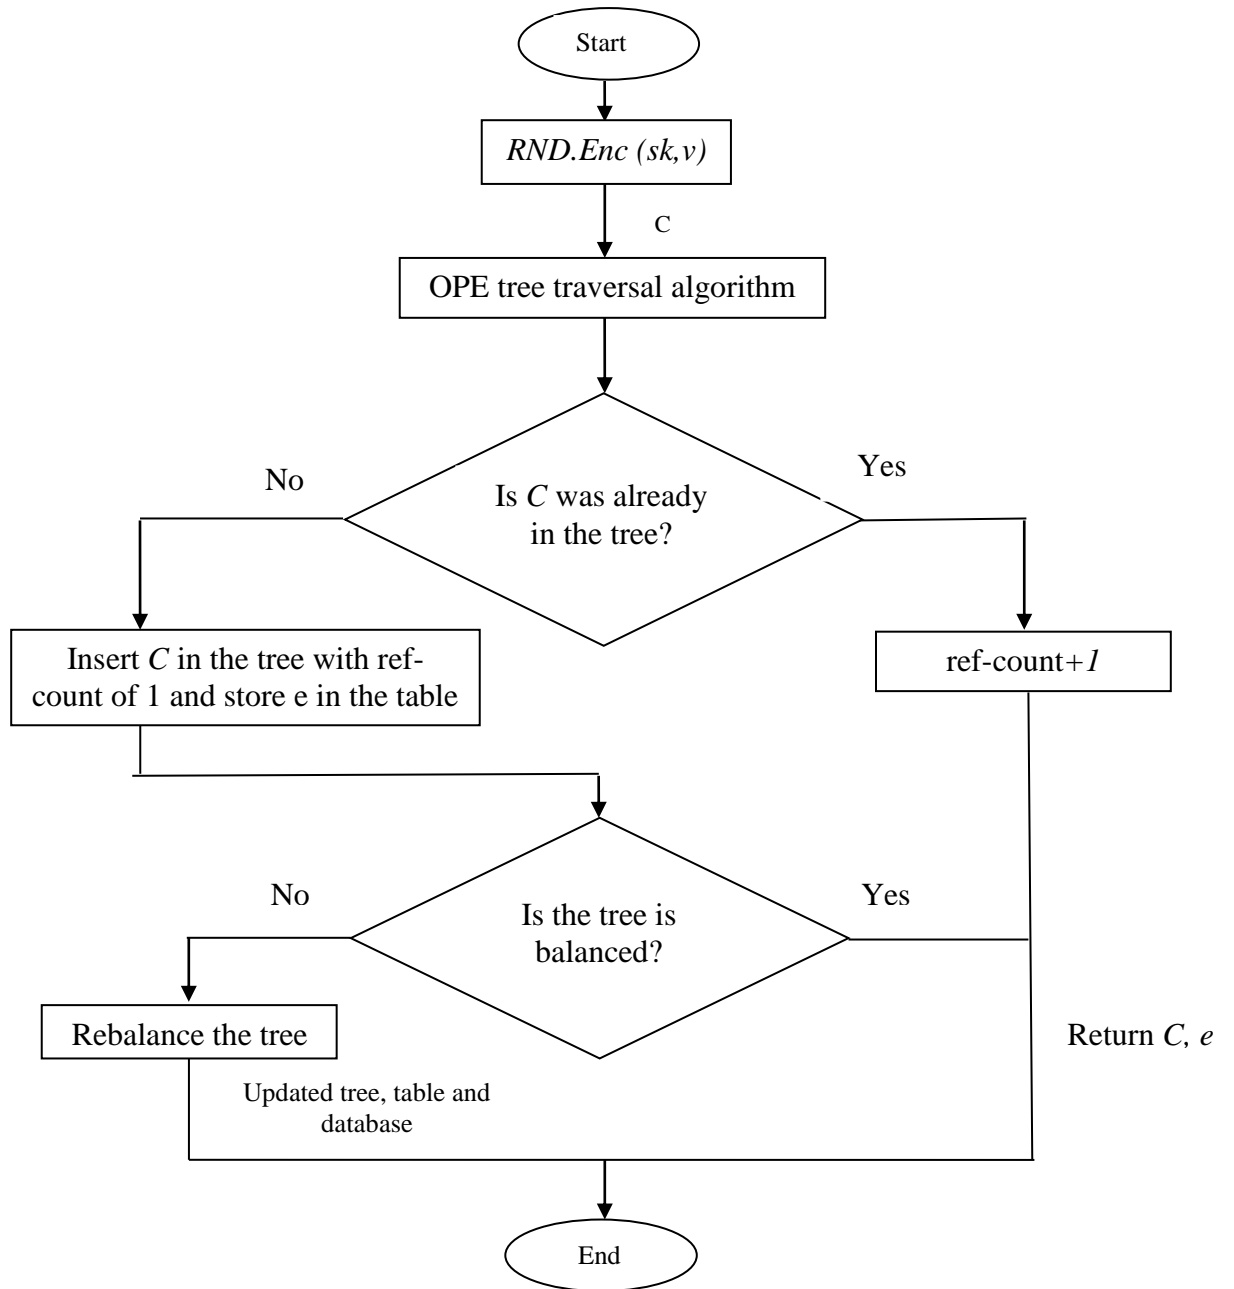 Start
RND.Enc (sk,v)
C
OPE tree traversal algorithm
No
Yes
Is C was already
in the tree?
Insert C in the tree with ref-
count of 1 and store e in the table
ref-count+1
No
Yes
Is the tree is
balanced?
Rebalance the tree
Return C, e
Updated tree, table and
database
End